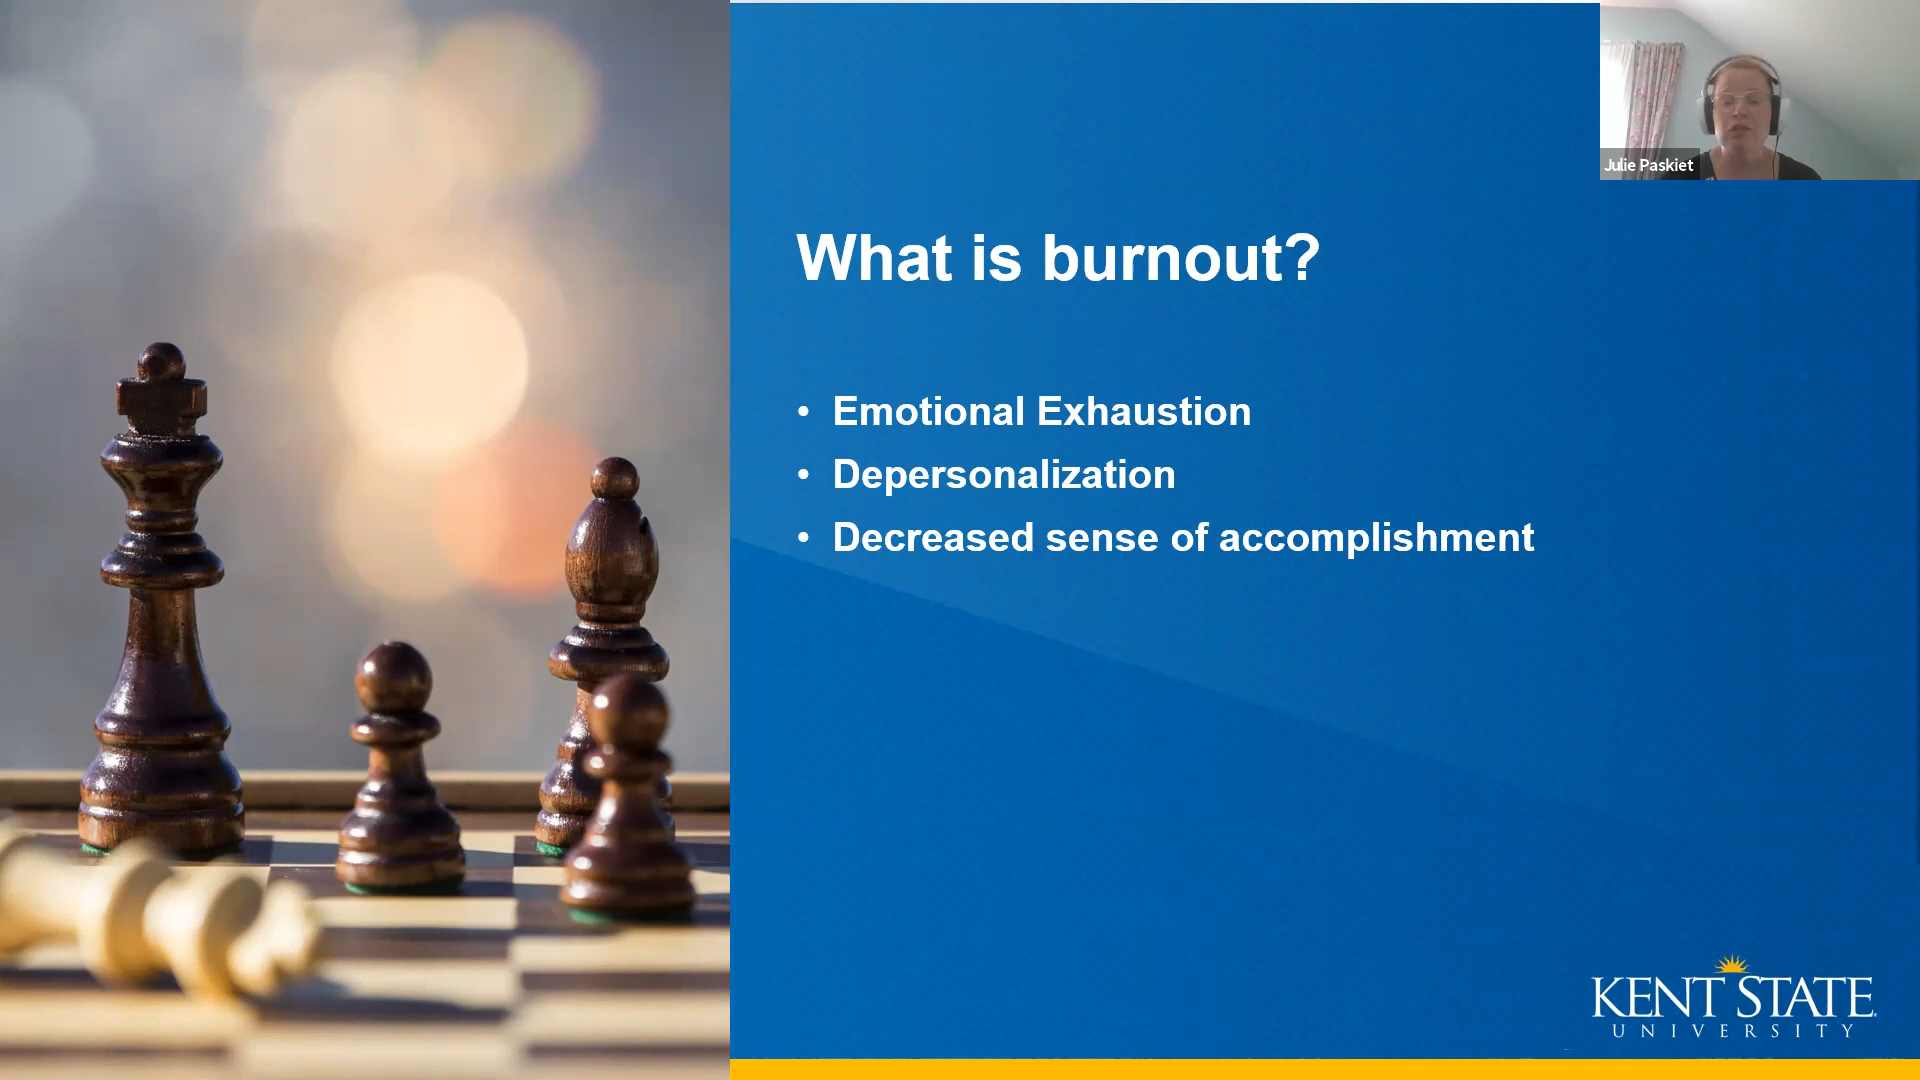 Julie Paskiet
What is burnout?
• Emotional Exhaustion
• Depersonalization
• Decreased sense of accomplishment
KENT STATE
UNIVERSITY